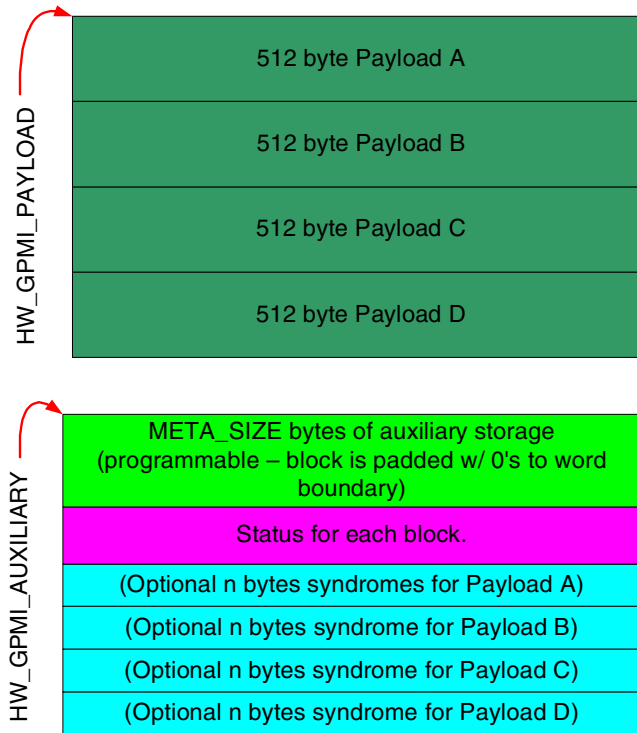 HW_GPMI_PAYLOAD
512 byte Payload A
512 byte Payload B
512 byte Payload C
512 byte Payload D
HW_GPMI_AUXILIARY
META_SIZE bytes of auxiliary storage
(programmable – block is padded w/ 0's to word
boundary)
Status for each block.
(Optional n bytes syndromes for Payload A)
(Optional n bytes syndrome for Payload B)
(Optional n bytes syndrome for Payload C)
(Optional n bytes syndrome for Payload D)